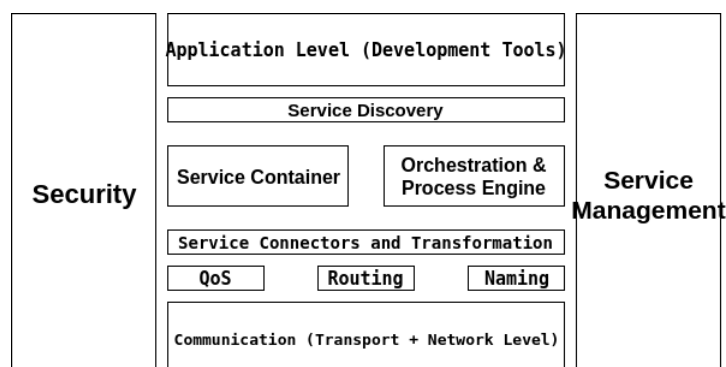 Security
Application Level (Development Tools)
Service Discovery
Service Container
Orchestration &
Process Engine
Service Connectors and Transformation
QoS
Routing
Naming
Communication (Transport + Network Level)
Service
Management